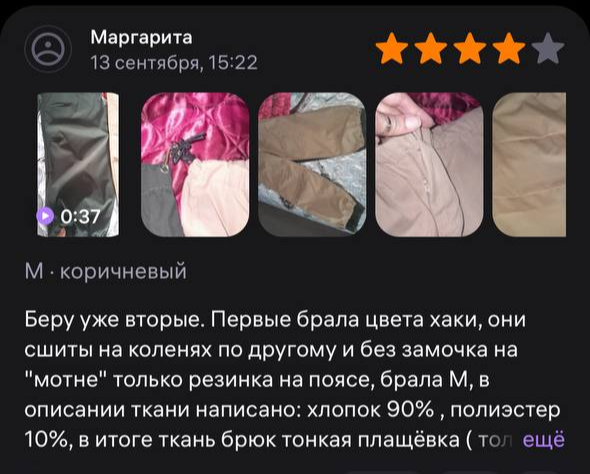 Маргарита
13 сентября, 15:22
0:37
M · коричневый
Беру уже вторые. Первые брала цвета хаки, они
сшиты на коленях по другому и без замочка на
"мотне" только резинка на поясе, брала М, в
описании ткани написано: хлопок 90% , полиэстер
10%, в итоге ткань брюк тонкая плащёвка ( тол ещё